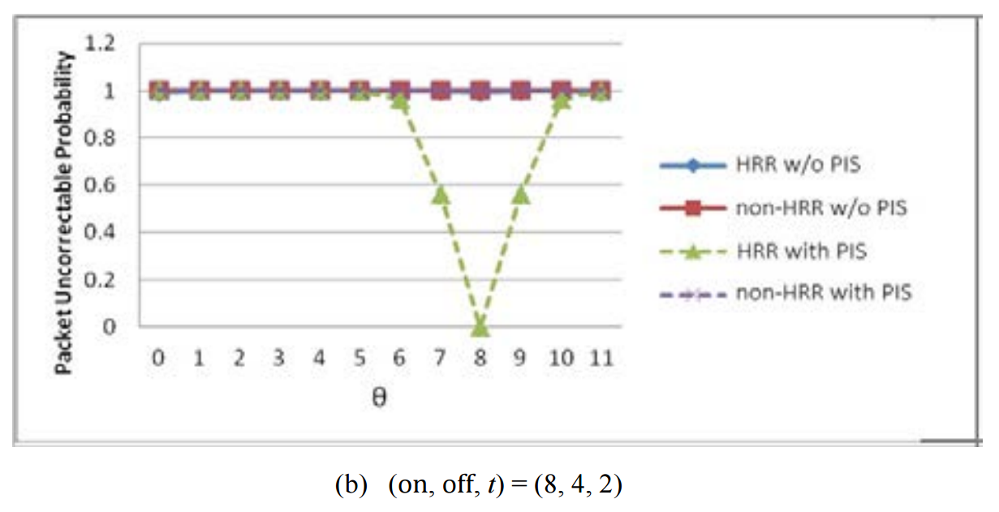 Packet Uncorrectable Probability
1.2
1
0.8
0.6
0.4
0.2
0
0 1 2 3 4 5 6 7 8 9 10 11
θ
HRR w/o PIS
non-HRR w/o PIS
HRR with PIS
non-HRR with PIS
(b) (on, off, t) = (8, 4, 2)